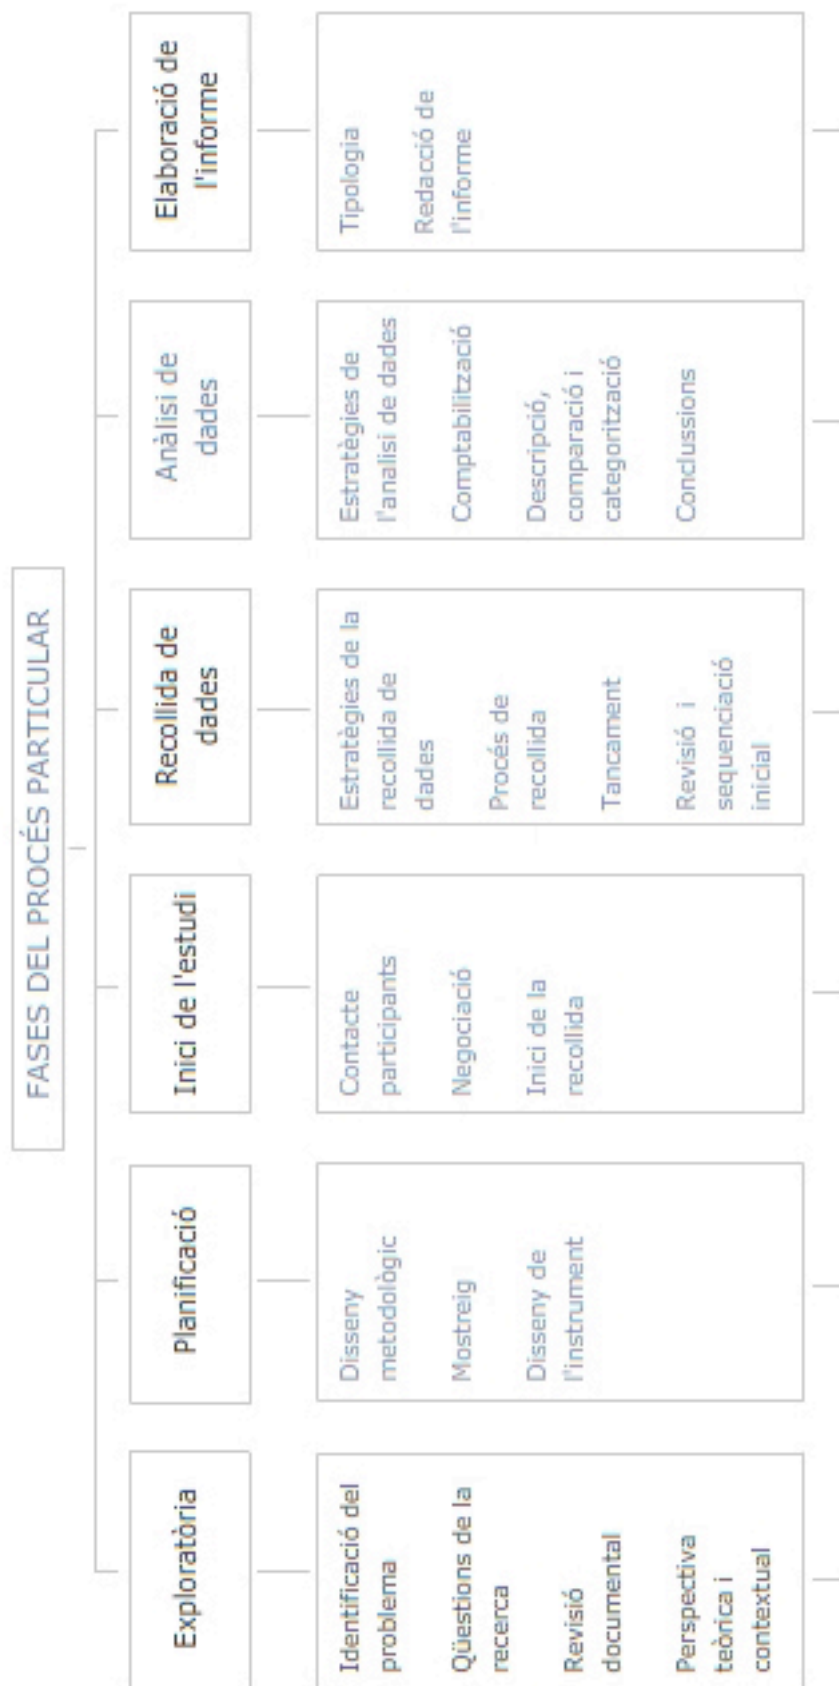 FASES DEL PROCÉS PARTICULAR
Exploratòria
Identificació del
problema
Qüestions de la
recerca
Revisió
documental
Perspectiva
teòrica i
contextual
Planificació
Disseny
metodològic
Mostreig
Disseny de
l'instrument
Inici de l'estudi
Contacte
participants
Negociació
Inici de la
recollida
Recollida de
dades
Estratègies de la
recollida de
dades
Procés de
recollida
Tancament
Revisió i
sequenciació
inicial
Anàlisi de
dades
Estratègies de
l'analisi de dades
Comptabilització
Descripció,
comparació i
categorització
Conclussions
Elaboració de
l'informe
Tipologia
Redacció de
l'informe